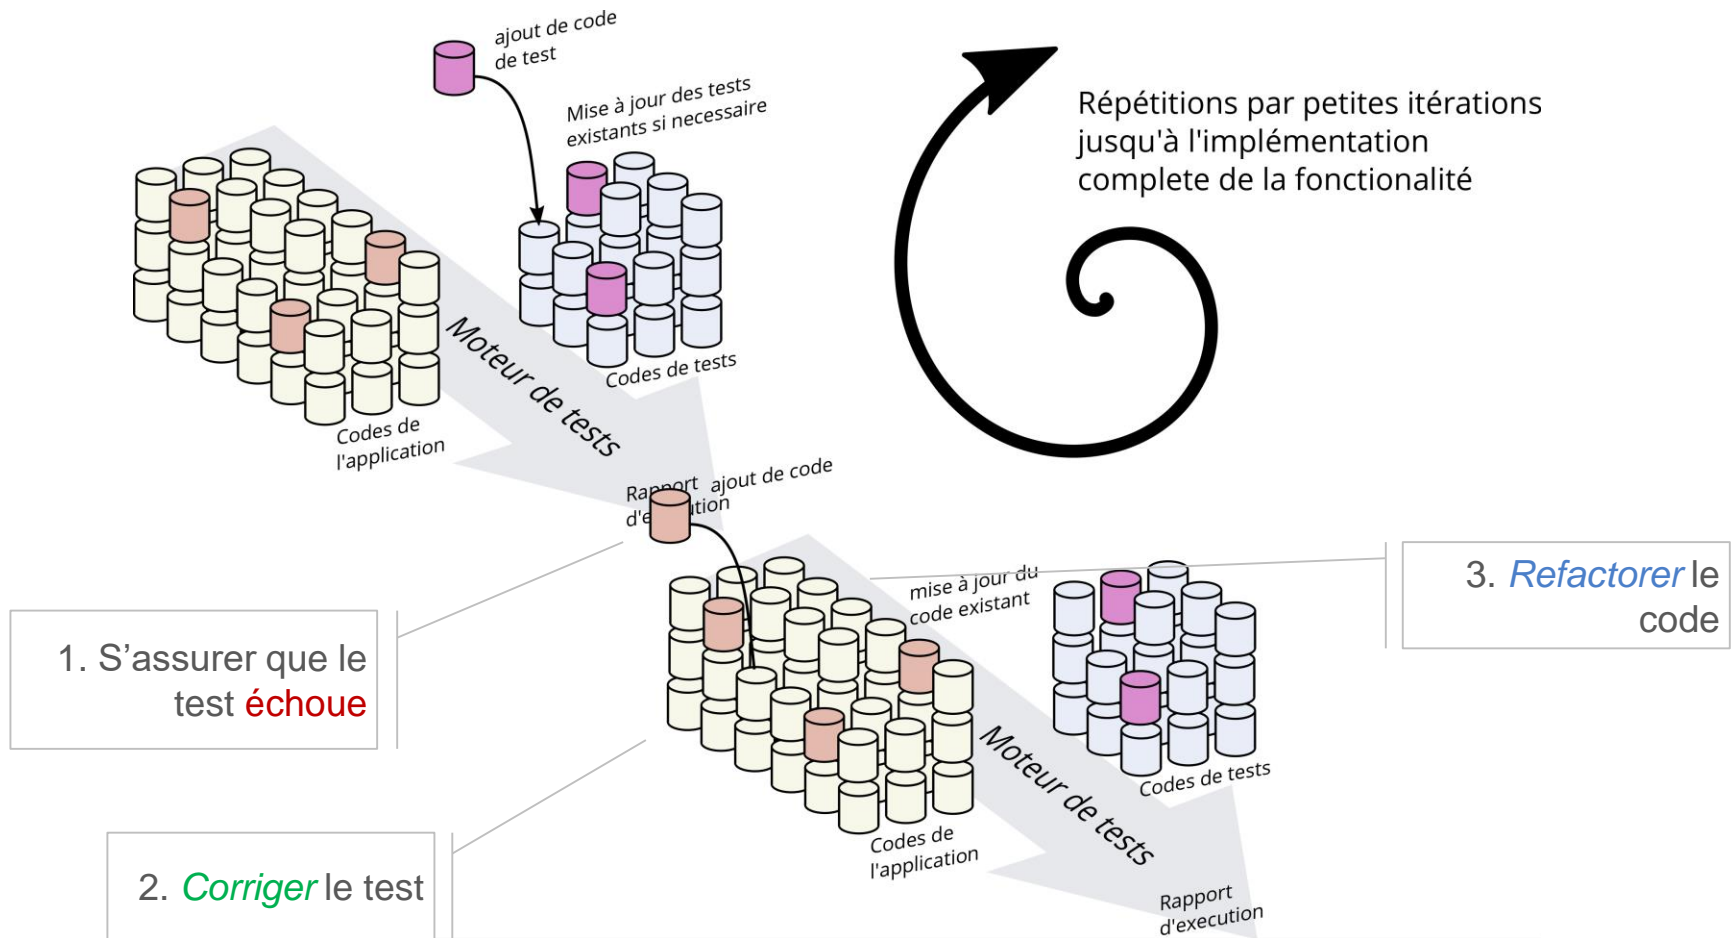 ajout de code
de test
Mise à jour des tests
existants si necessaire
Répétitions par petites itérations
jusqu'à l'implémentation
complete de la fonctionalité
Moteur de tests
Codes de tests
Codes de
l'application
Rapport
d'execution
ajout de code
mise à jour du
code existant
3. Refactorer le
code
1. S’assurer que le
test échoue
Moteur de tests
Codes de tests
Codes de
l'application
2. Corriger le test
Rapport
d'execution